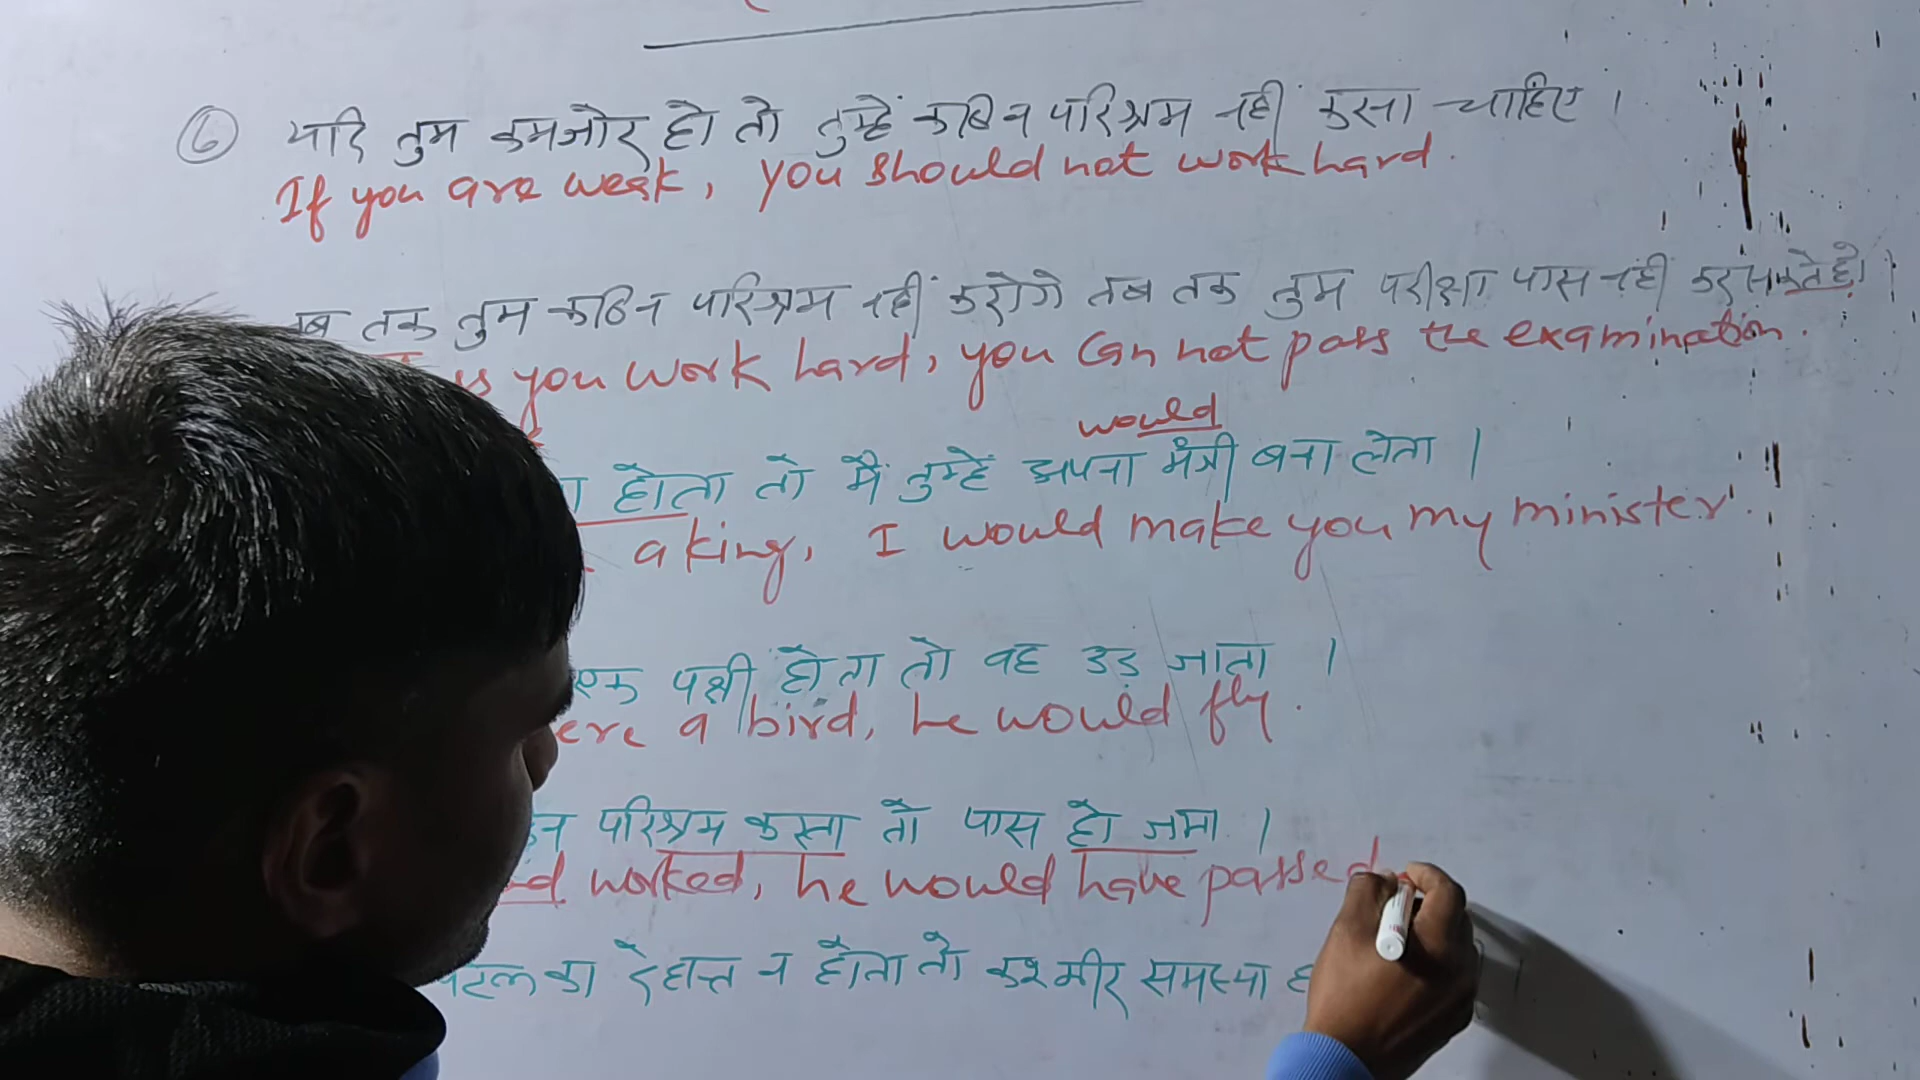 ⑥ यदि तुम कमजोर हो तो तुम्हें कठिन परिश्रम नहीं करना चाहिए ।
If you are weak, you should not work hard.
तक तुम कठिन परिश्रम नहीं करोगे तब तक तुम परीक्षा पास नहीं कर सकते हो ।
you work hard, you can not pass the examination.
would
होता तो मैं तुम्हें अपना मंत्री बना लेता ।
a king, I would make you my minister.
एक पक्षी होता तो वह उड़ जाता ।
ere a bird, he would fly.
परिश्रम करता तो पास हो जाता ।
worked, he would have passed
का देहान्त न होता तो कश्मीर समस्या